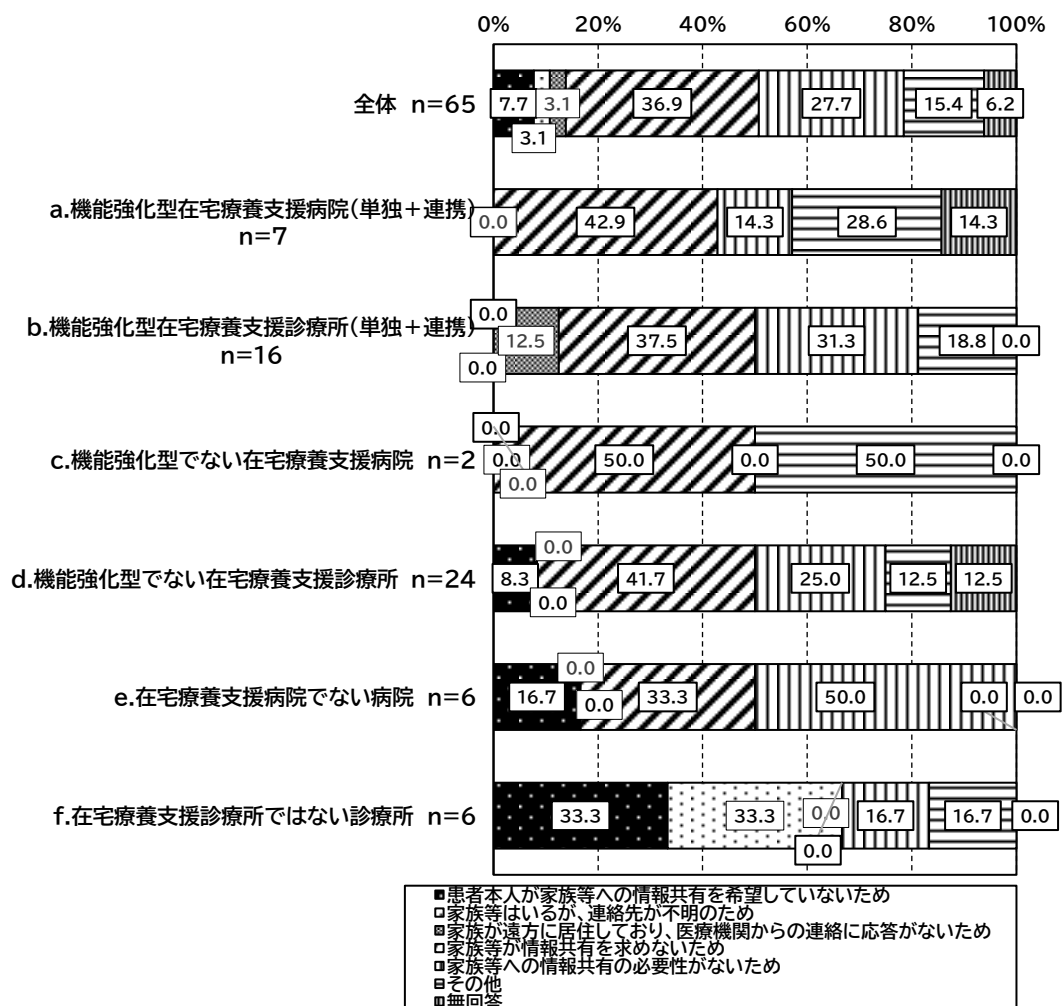 0% 20% 40% 60% 80% 100%
全体 n=65
7.7 3.1 3.1 36.9 27.7 15.4 6.2
a.機能強化型在宅療養支援病院(単独+連携)
n=7
0.0 42.9 14.3 28.6 14.3
b.機能強化型在宅療養支援診療所(単独+連携)
n=16
0.0 0.0 12.5 37.5 31.3 18.8 0.0
c.機能強化型でない在宅療養支援病院 n=2
0.0 0.0 0.0 50.0 0.0 50.0 0.0
d.機能強化型でない在宅療養支援診療所 n=24
8.3 0.0 0.0 41.7 25.0 12.5 12.5
e.在宅療養支援病院でない病院 n=6
16.7 0.0 0.0 33.3 50.0 0.0 0.0
f.在宅療養支援診療所ではない診療所 n=6
33.3 33.3 0.0 0.0 16.7 16.7 0.0
患者本人が家族等への情報共有を希望していないため
家族等はいるが、連絡先が不明のため
家族が遠方に居住しており、医療機関からの連絡に応答がないため
家族等が情報共有を求めないため
家族等への情報共有の必要性がないため
その他
無回答